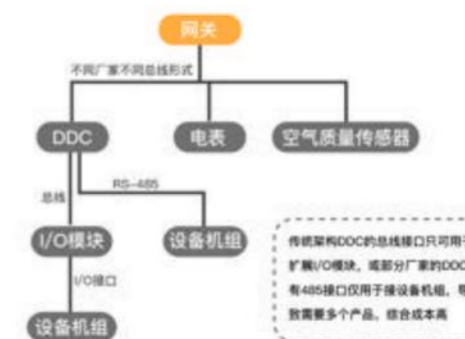 网关
不同厂家不同总线形式
DDC
电表
空气质量传感器
总线
RS-485
I/O模块
设备机组
I/O接口
设备机组
传统架构DDC的总线接口只可用于
扩展I/O模块，或部分厂家的DDC
有485接口仅用于接设备机组，导
致需要多个产品，综合成本高